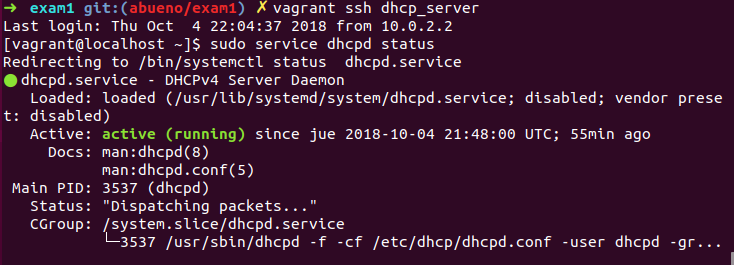 ➜ exam1 git:(abueno/exam1) ✗ vagrant ssh dhcp_server
Last login: Thu Oct  4 22:04:37 2018 from 10.0.2.2
[vagrant@localhost ~]$ sudo service dhcpd status
Redirecting to /bin/systemctl status  dhcpd.service
● dhcpd.service - DHCPv4 Server Daemon
   Loaded: loaded (/usr/lib/systemd/system/dhcpd.service; disabled; vendor prese
t: disabled)
   Active: active (running) since jue 2018-10-04 21:48:00 UTC; 55min ago
     Docs: man:dhcpd(8)
           man:dhcpd.conf(5)
 Main PID: 3537 (dhcpd)
   Status: "Dispatching packets..."
   CGroup: /system.slice/dhcpd.service
           └─3537 /usr/sbin/dhcpd -f -cf /etc/dhcp/dhcpd.conf -user dhcpd -gr...